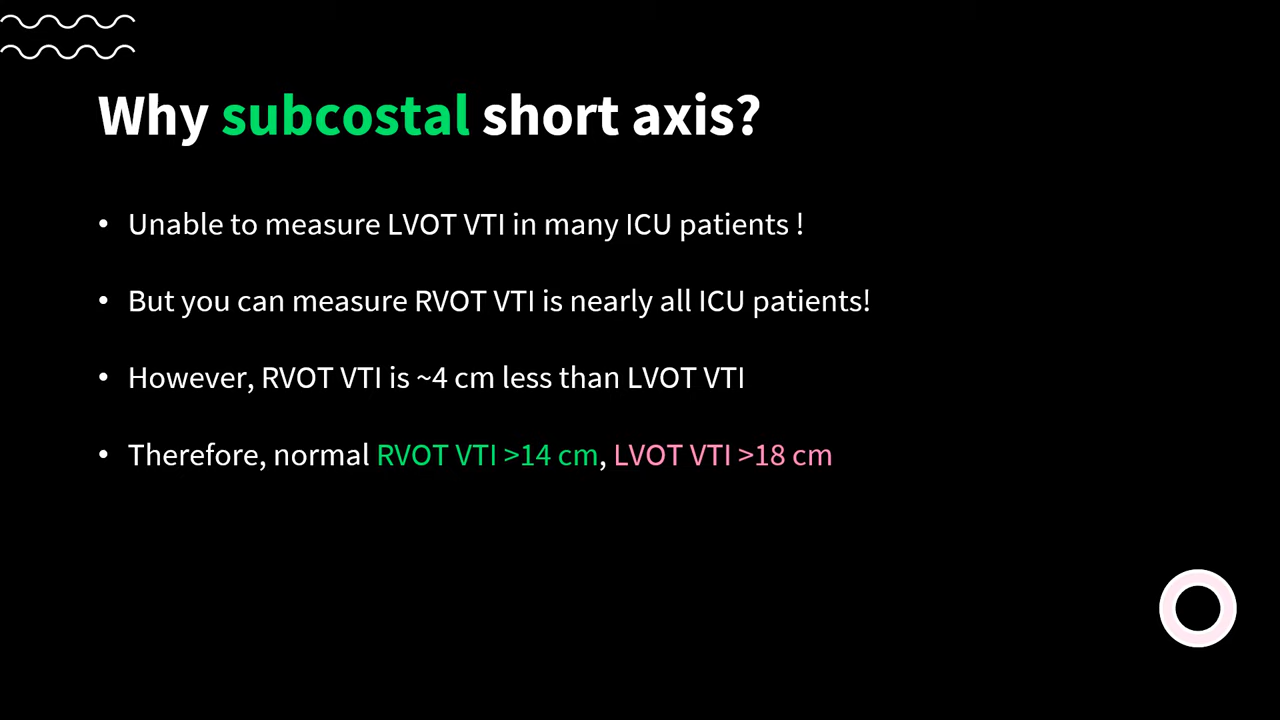 Why subcostal short axis?
• Unable to measure LVOT VTI in many ICU patients !
• But you can measure RVOT VTI is nearly all ICU patients!
• However, RVOT VTI is ~4 cm less than LVOT VTI
• Therefore, normal RVOT VTI >14 cm, LVOT VTI >18 cm